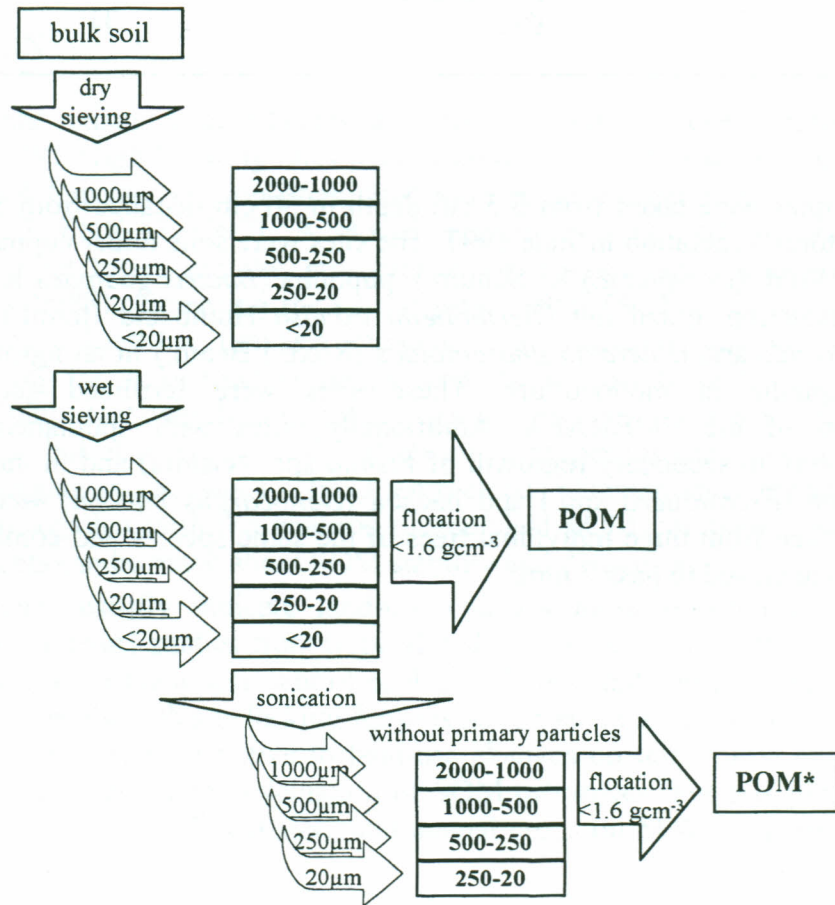 bulk soil
dry
sieving
1000µm
500µm
250µm
20µm
<20µm
2000-1000
1000-500
500-250
250-20
<20
wet
sieving
1000µm
500µm
250µm
20µm
<20µm
2000-1000
1000-500
500-250
250-20
<20
flotation
<1.6 gcm-3
POM
sonication
without primary particles
1000µm
500µm
250µm
20µm
2000-1000
1000-500
500-250
250-20
flotation
<1.6 gcm-3
POM*